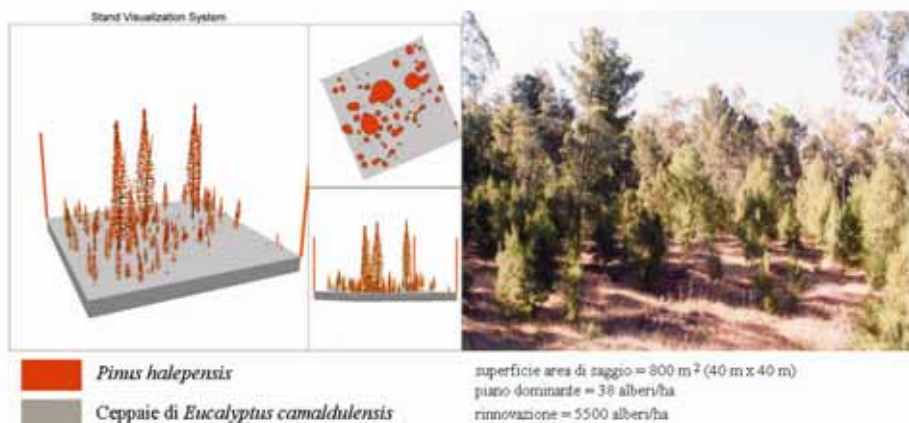 Stand Visualization System
Pinus halepensis
Ceppaie di Eucalyptus camaldulensis
superficie area di saggio = 800 m² (40 m x 40 m)
piano dominante = 38 alberi/ha
rinnovazione = 5500 alberi/ha